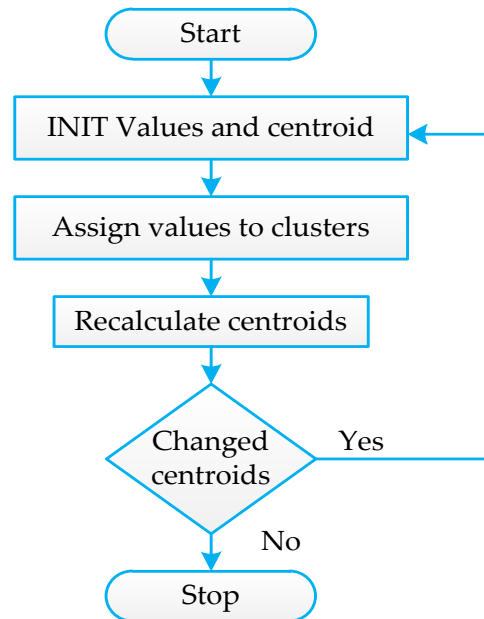 Start
INIT Values and centroid
Assign values to clusters
Recalculate centroids
Changed
centroids
Yes
No
Stop